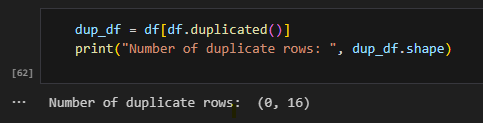 dup_df = df[df.duplicated()]
print("Number of duplicate rows: ", dup_df.shape)
[62]
... Number of duplicate rows:  (0, 16)